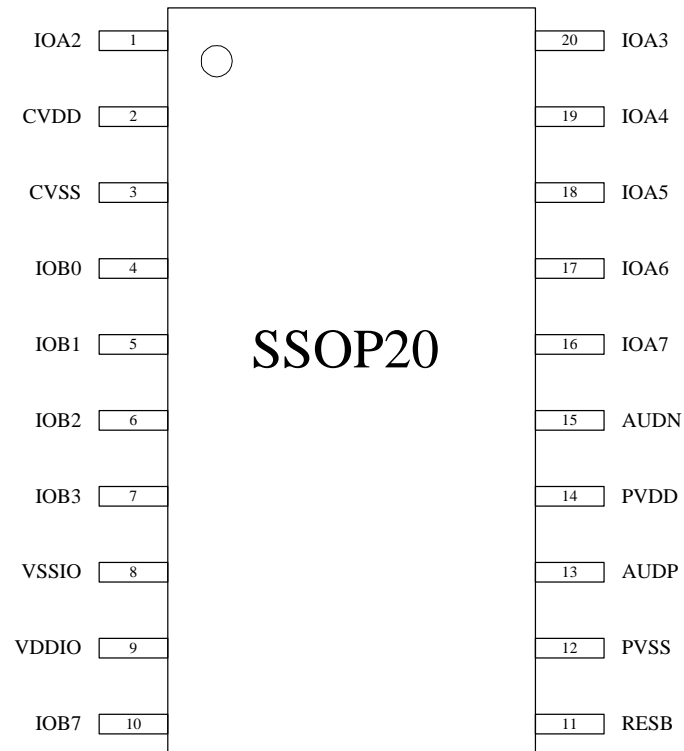 IOA2 1 20 IOA3
CVDD 2 19 IOA4
CVSS 3 18 IOA5
IOB0 4 17 IOA6
IOB1 5 SSOP20 16 IOA7
IOB2 6 15 AUDN
IOB3 7 14 PVDD
VSSIO 8 13 AUDP
VDDIO 9 12 PVSS
IOB7 10 11 RESB